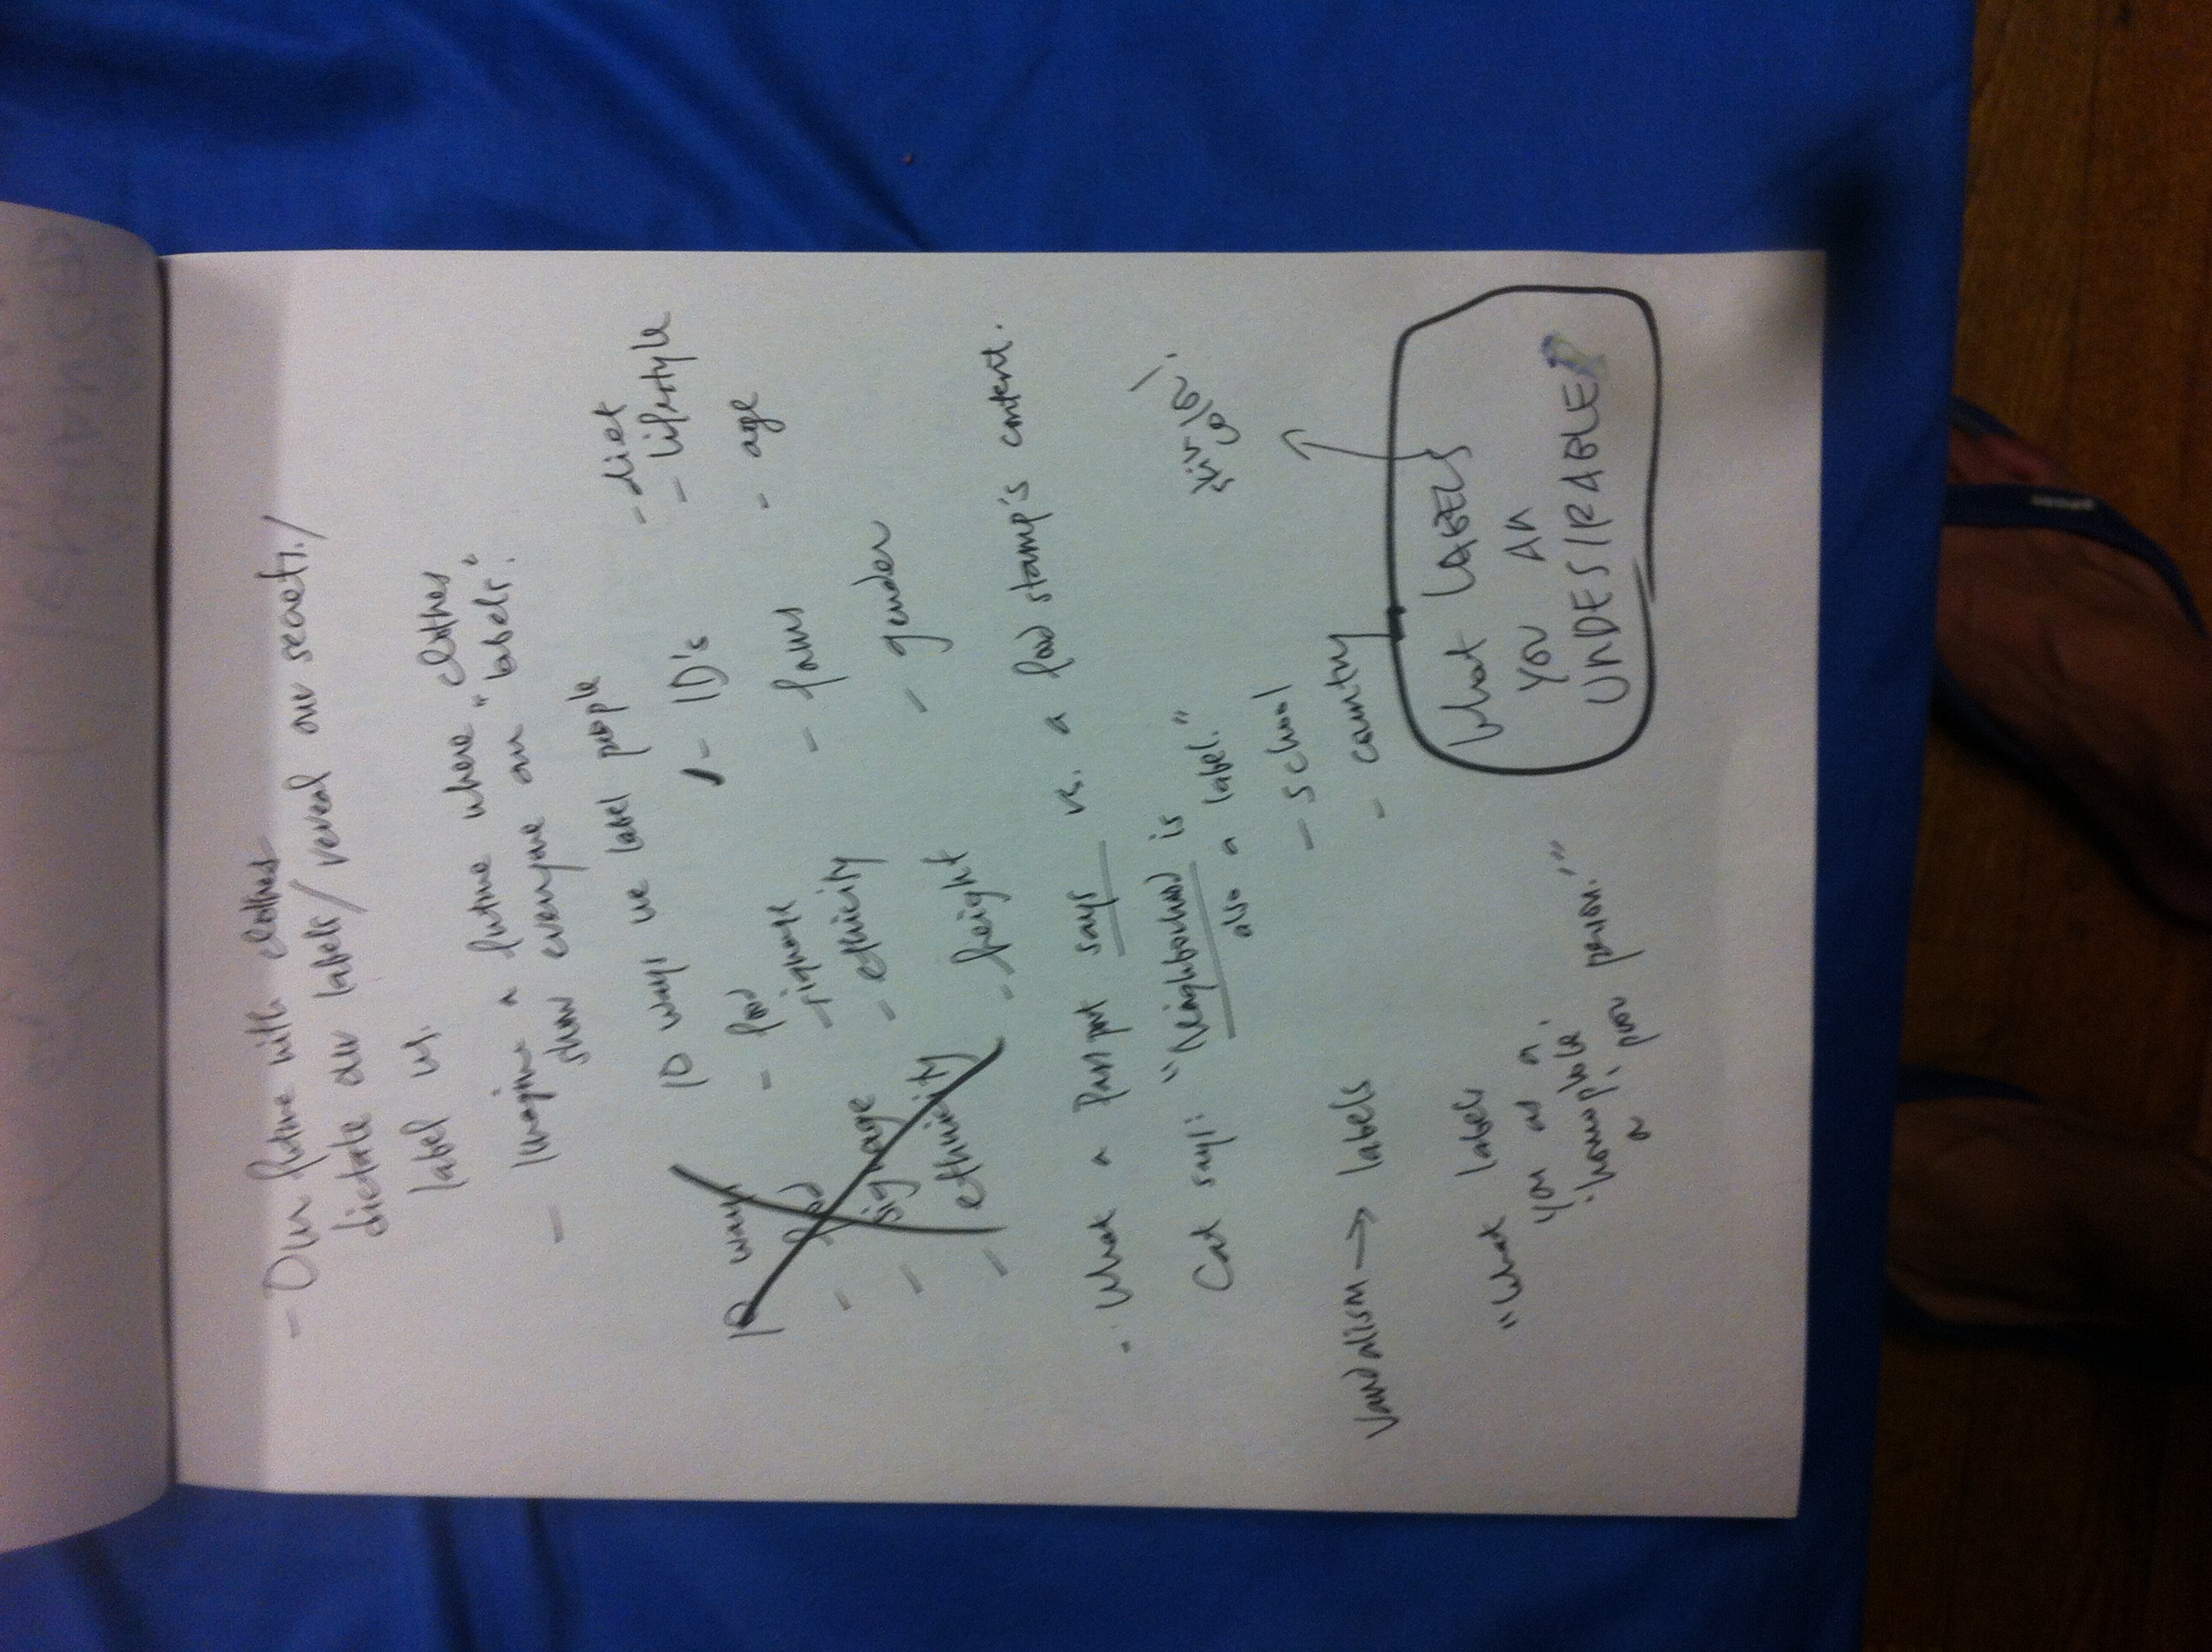 - Our future with clothes
dictate our labels/reveal our secrets./
label us.
- Imagine a future where clothes
show everyone our "labels."
10 ways we label people
10 ways
- food
- signage
- ethnicity
- food
- signage
- ethicity
- height
- ID's
- forms
- gender
- diet
- lifestyle
- age
- What a Passport says vs. a food stamp's content.
Cat says: "Neighborhood is
also a label."
- school
- country
skin
color!
Vandalism → labels
"What labels
you as a
'homophobe'
a 'poor person.'"
What LABELS
YOU AN
UNDESIRABLE?